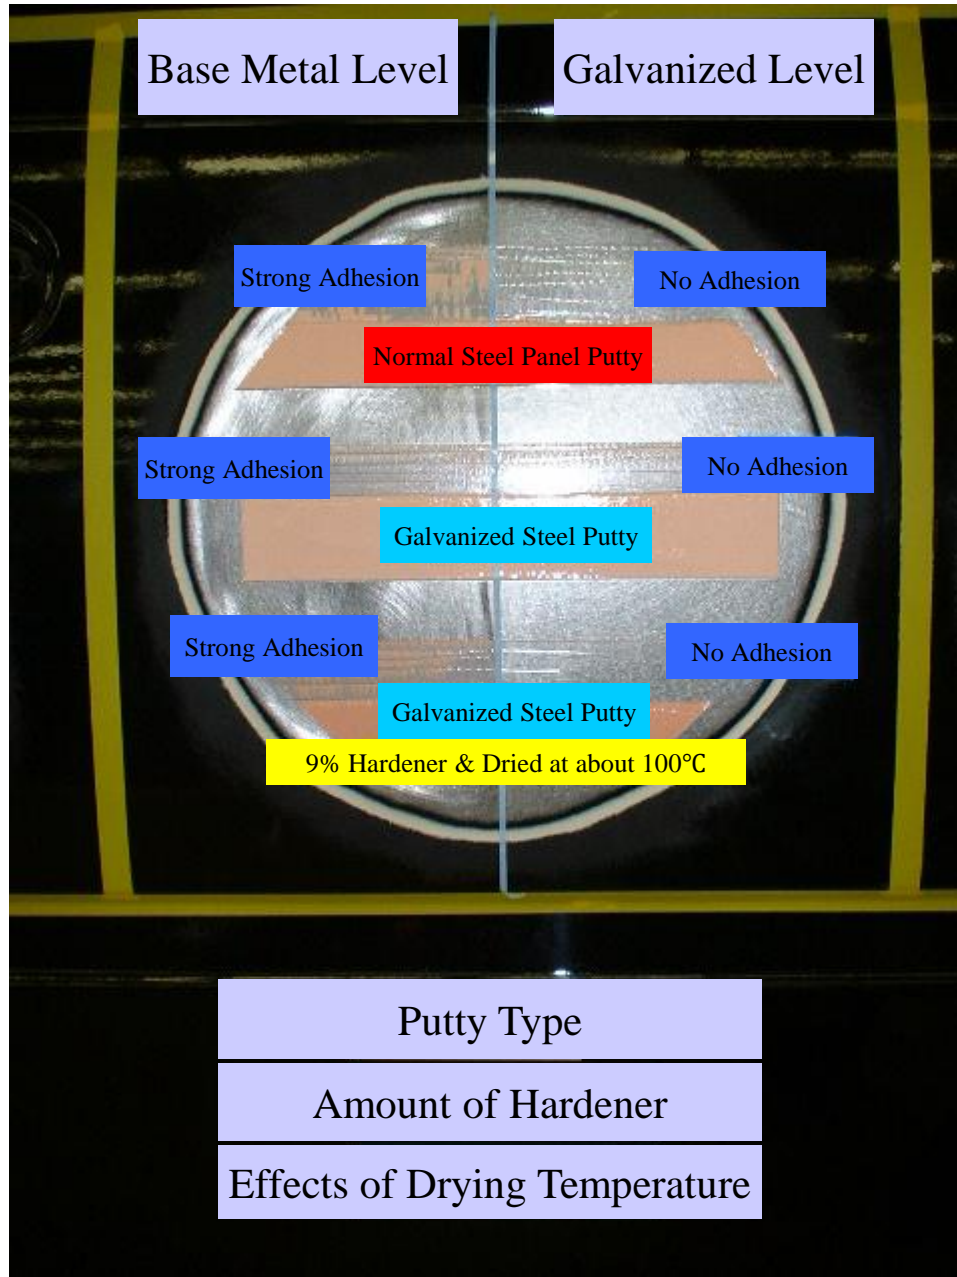 Base Metal Level
Galvanized Level
Strong Adhesion
No Adhesion
Normal Steel Panel Putty
Strong Adhesion
No Adhesion
Galvanized Steel Putty
Strong Adhesion
No Adhesion
Galvanized Steel Putty
9% Hardener & Dried at about 100℃
Putty Type
Amount of Hardener
Effects of Drying Temperature